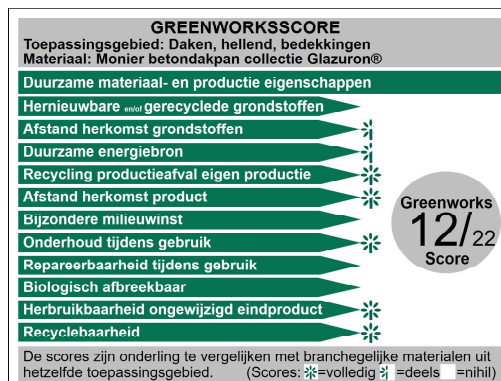 GREENWORKSSCORE
Toepassingsgebied: Daken, hellend, bedekkingen
Materiaal: Monier betondakpan collectie Glazuron®
Duurzame materiaal- en productie eigenschappen
Hernieuwbare en/of gerecyclede grondstoffen
Afstand herkomst grondstoffen
Duurzame energiebron
Recycling productieafval eigen productie
Afstand herkomst product
Bijzondere milieuwinst
Onderhoud tijdens gebruik
Repareerbaarheid tijdens gebruik
Biologisch afbreekbaar
Herbruikbaarheid ongewijzigd eindproduct
Recyclebaarheid
Greenworks
12/22
Score
De scores zijn onderling te vergelijken met branchegelijke materialen uit
hetzelfde toepassingsgebied. (Scores: =volledig =deels =nihil)